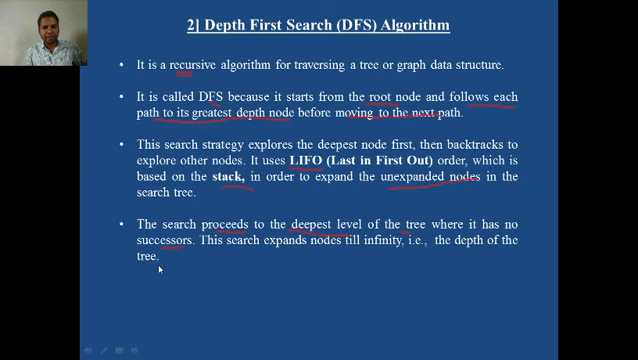 2] Depth First Search (DFS) Algorithm
• It is a recursive algorithm for traversing a tree or graph data structure.
• It is called DFS because it starts from the root node and follows each
path to its greatest depth node before moving to the next path.
• This search strategy explores the deepest node first, then backtracks to
explore other nodes. It uses LIFO (Last in First Out) order, which is
based on the stack, in order to expand the unexpanded nodes in the
search tree.
• The search proceeds to the deepest level of the tree where it has no
successors. This search expands nodes till infinity, i.e., the depth of the
tree.